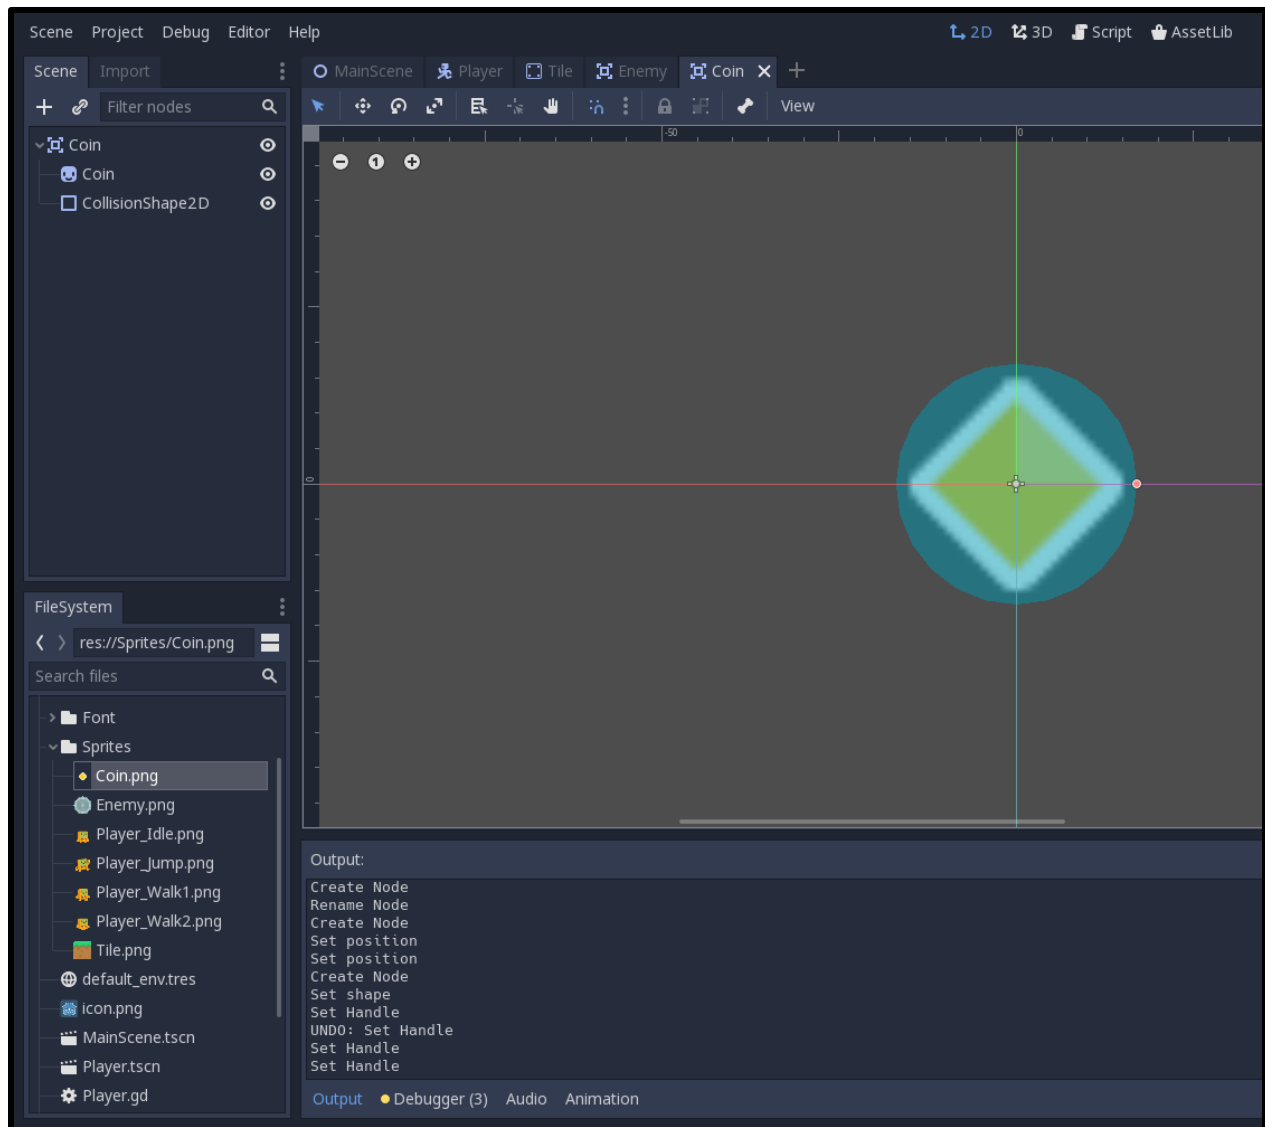 Scene Project Debug Editor Help 2D 3D Script AssetLib
Scene Import
MainScene Player Tile Enemy Coin
Filter nodes
View
-50 0
Coin
Coin
CollisionShape2D
0
FileSystem
res://Sprites/Coin.png
Search files
Font
Sprites
Coin.png
Enemy.png
Player_Idle.png
Player_Jump.png
Player_Walk1.png
Player_Walk2.png
Tile.png
default_env.tres
icon.png
MainScene.tscn
Player.tscn
Player.gd
Output:
Create Node
Rename Node
Create Node
Set position
Set position
Create Node
Set shape
Set Handle
UNDO: Set Handle
Set Handle
Set Handle
Output Debugger (3) Audio Animation